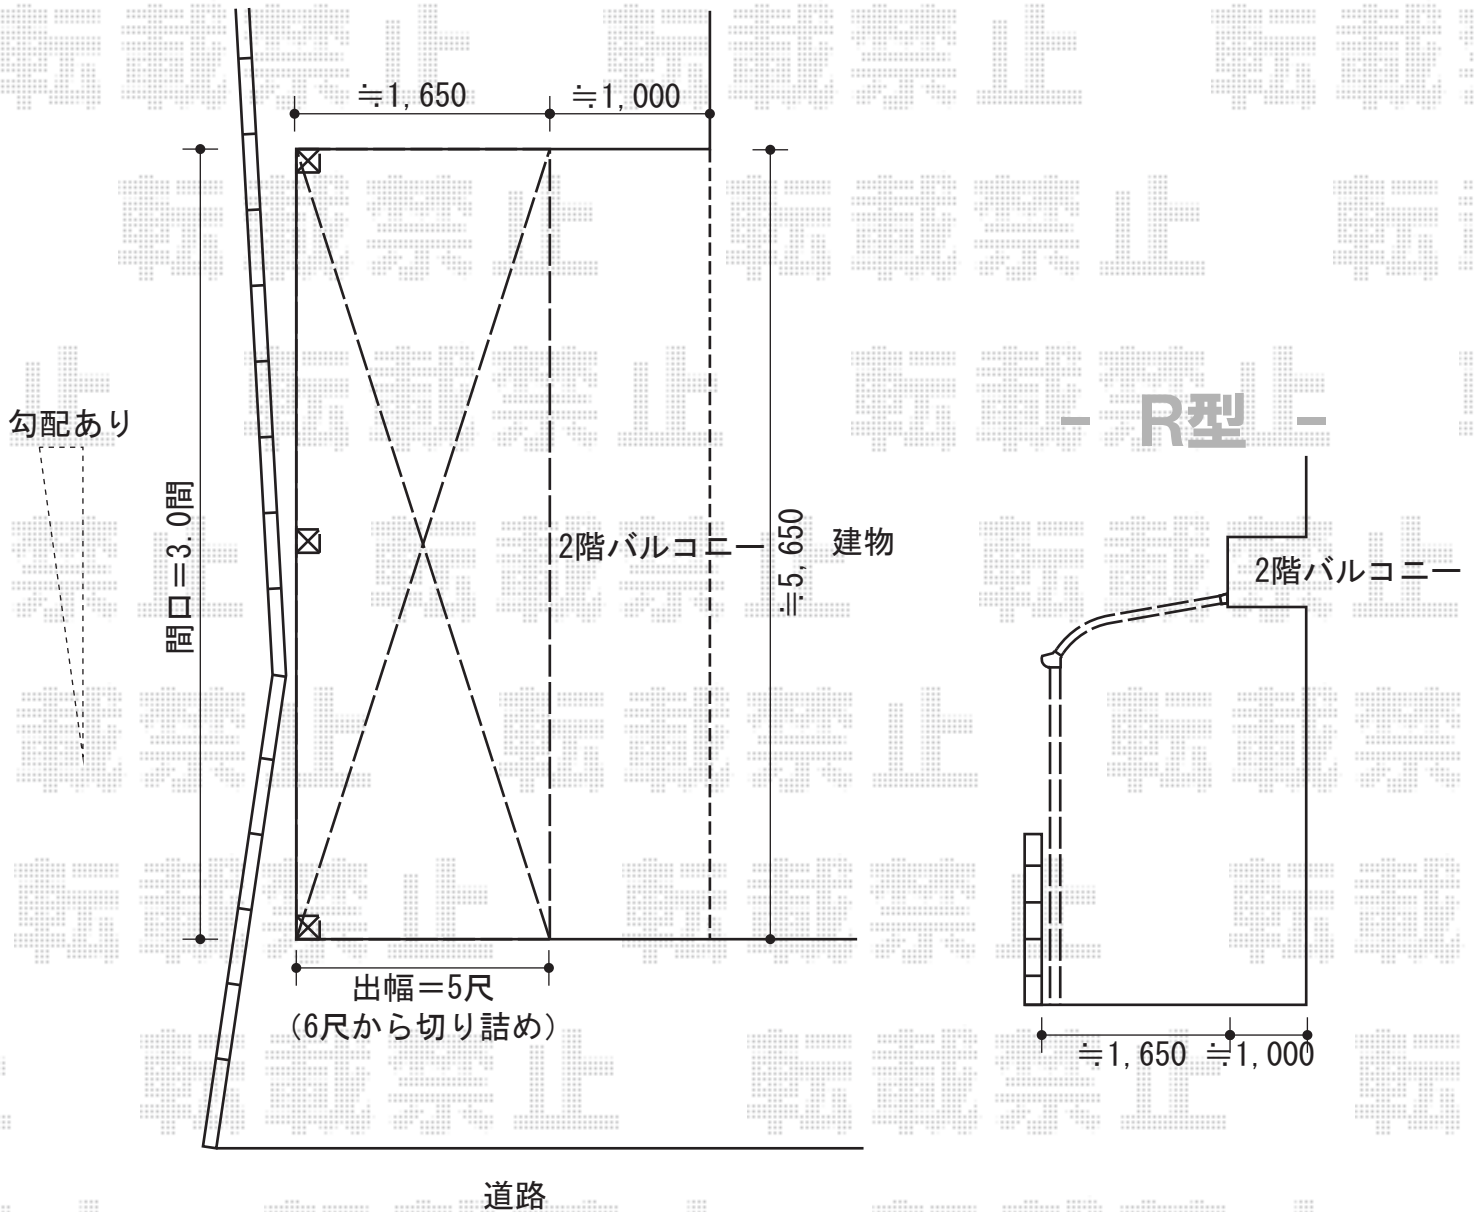 ≒1,650
≒1,000
勾配あり
間口=3.0間
2階バルコニー
≒5,650
建物
出幅=5尺
(6尺から切り詰め)
道路
- R型 -
2階バルコニー
≒1,650
≒1,000
転載禁止